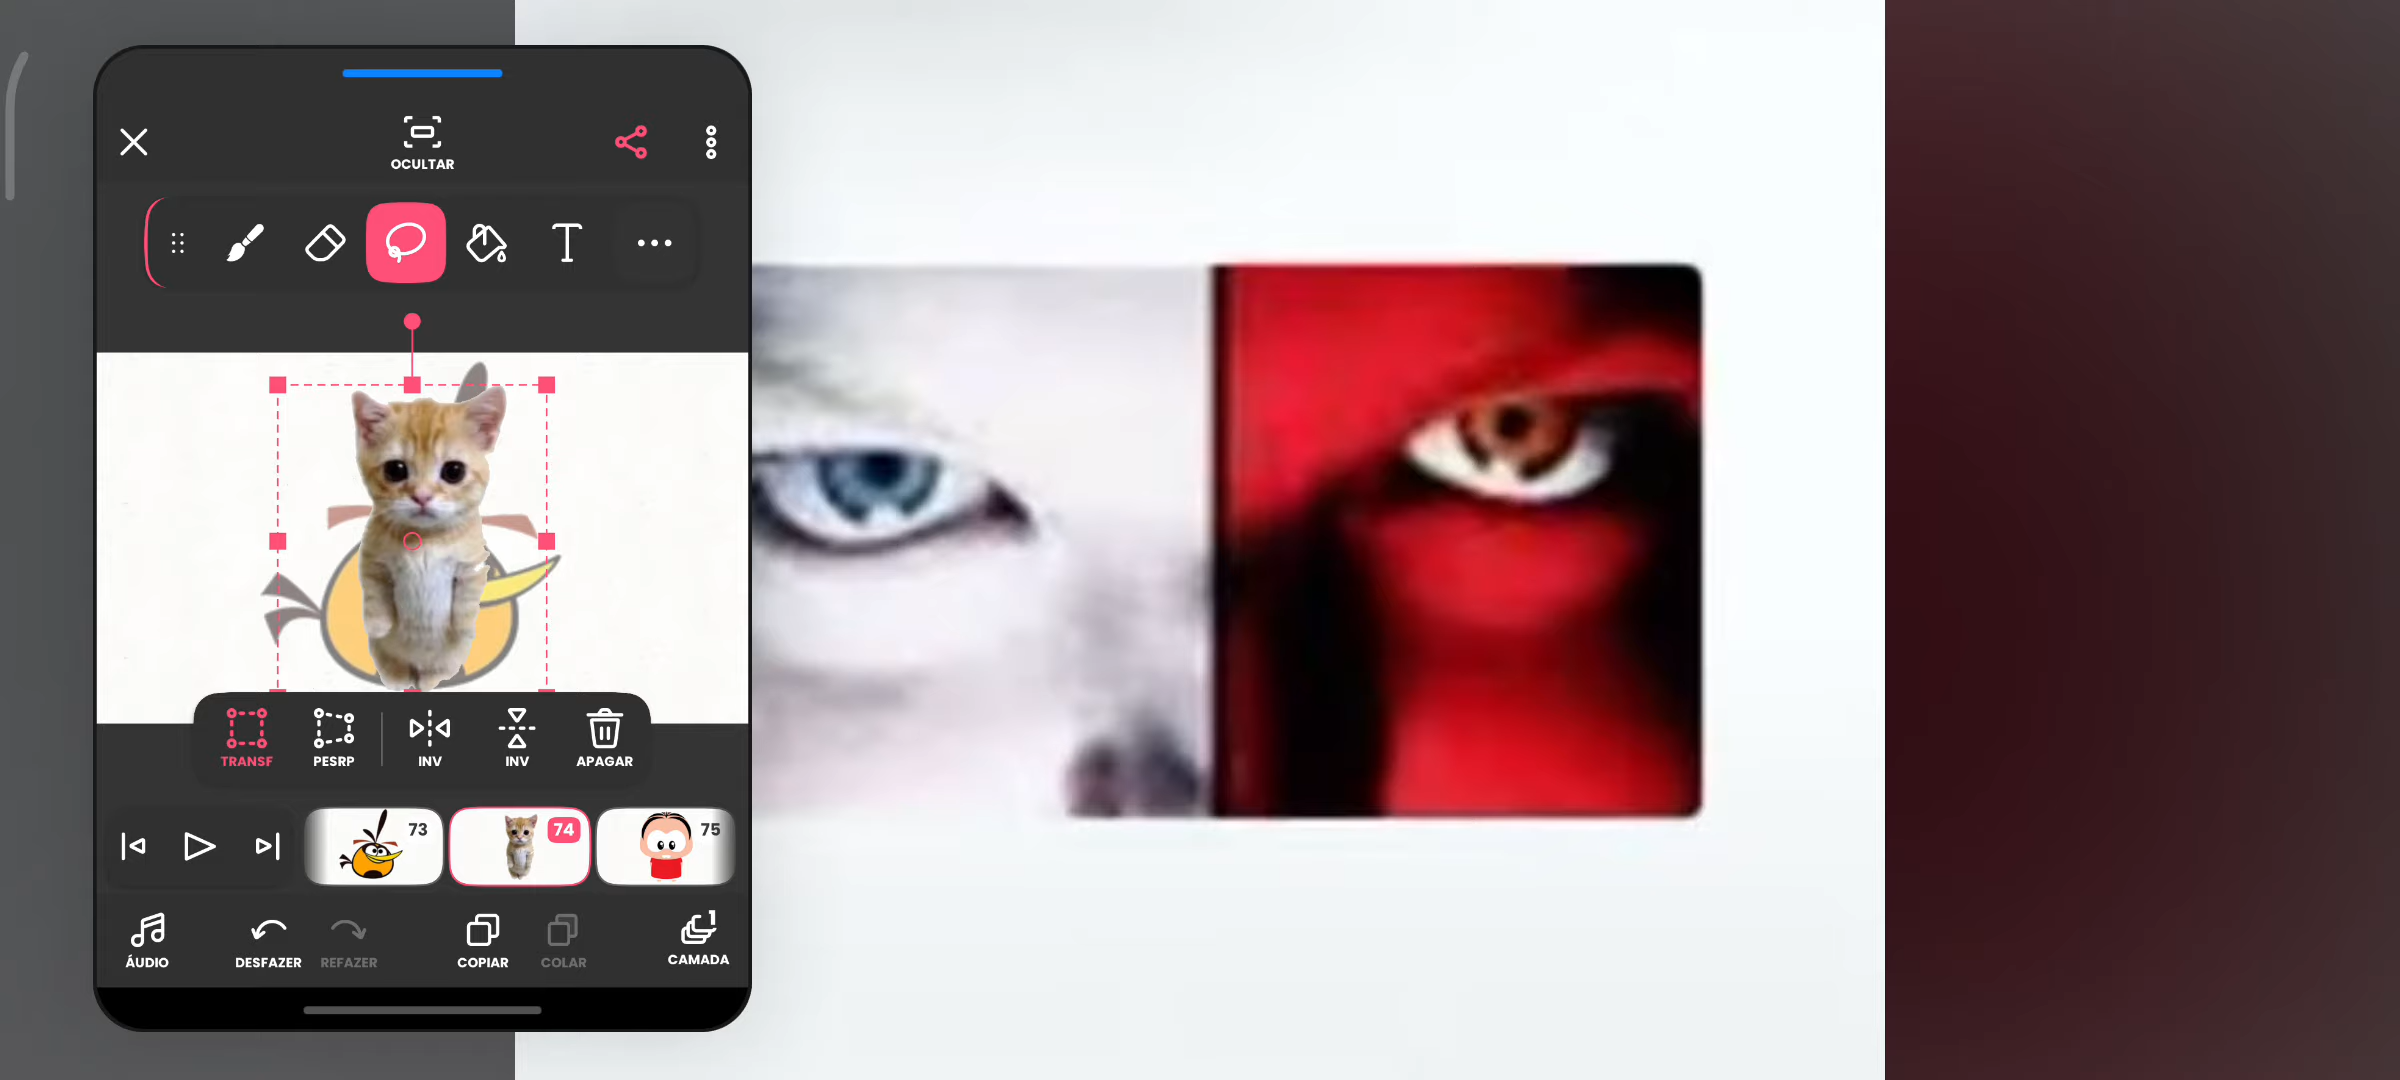 OCULTAR
TRANSF PESRP INV INV APAGAR
73 74 75
ÁUDIO DESFAZER REFAZER COPIAR COLAR CAMADA